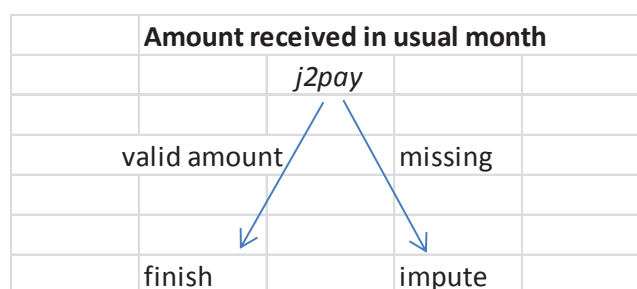 Amount received in usual month
j2pay
valid amount missing
finish impute